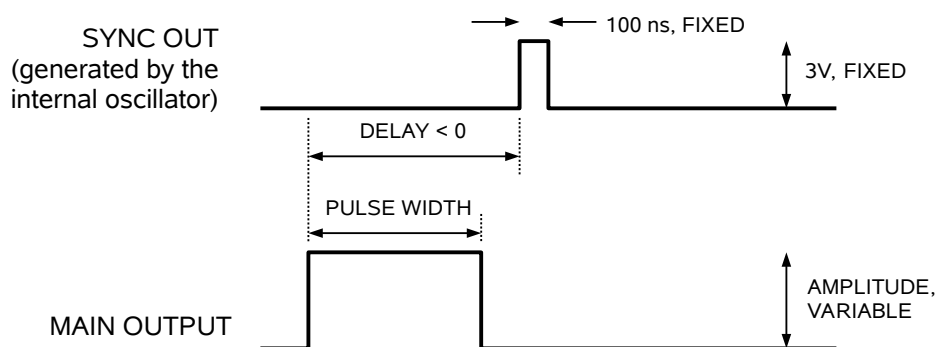 SYNC OUT
(generated by the
internal oscillator)
100 ns, FIXED
3V, FIXED
DELAY < 0
PULSE WIDTH
MAIN OUTPUT
AMPLITUDE,
VARIABLE